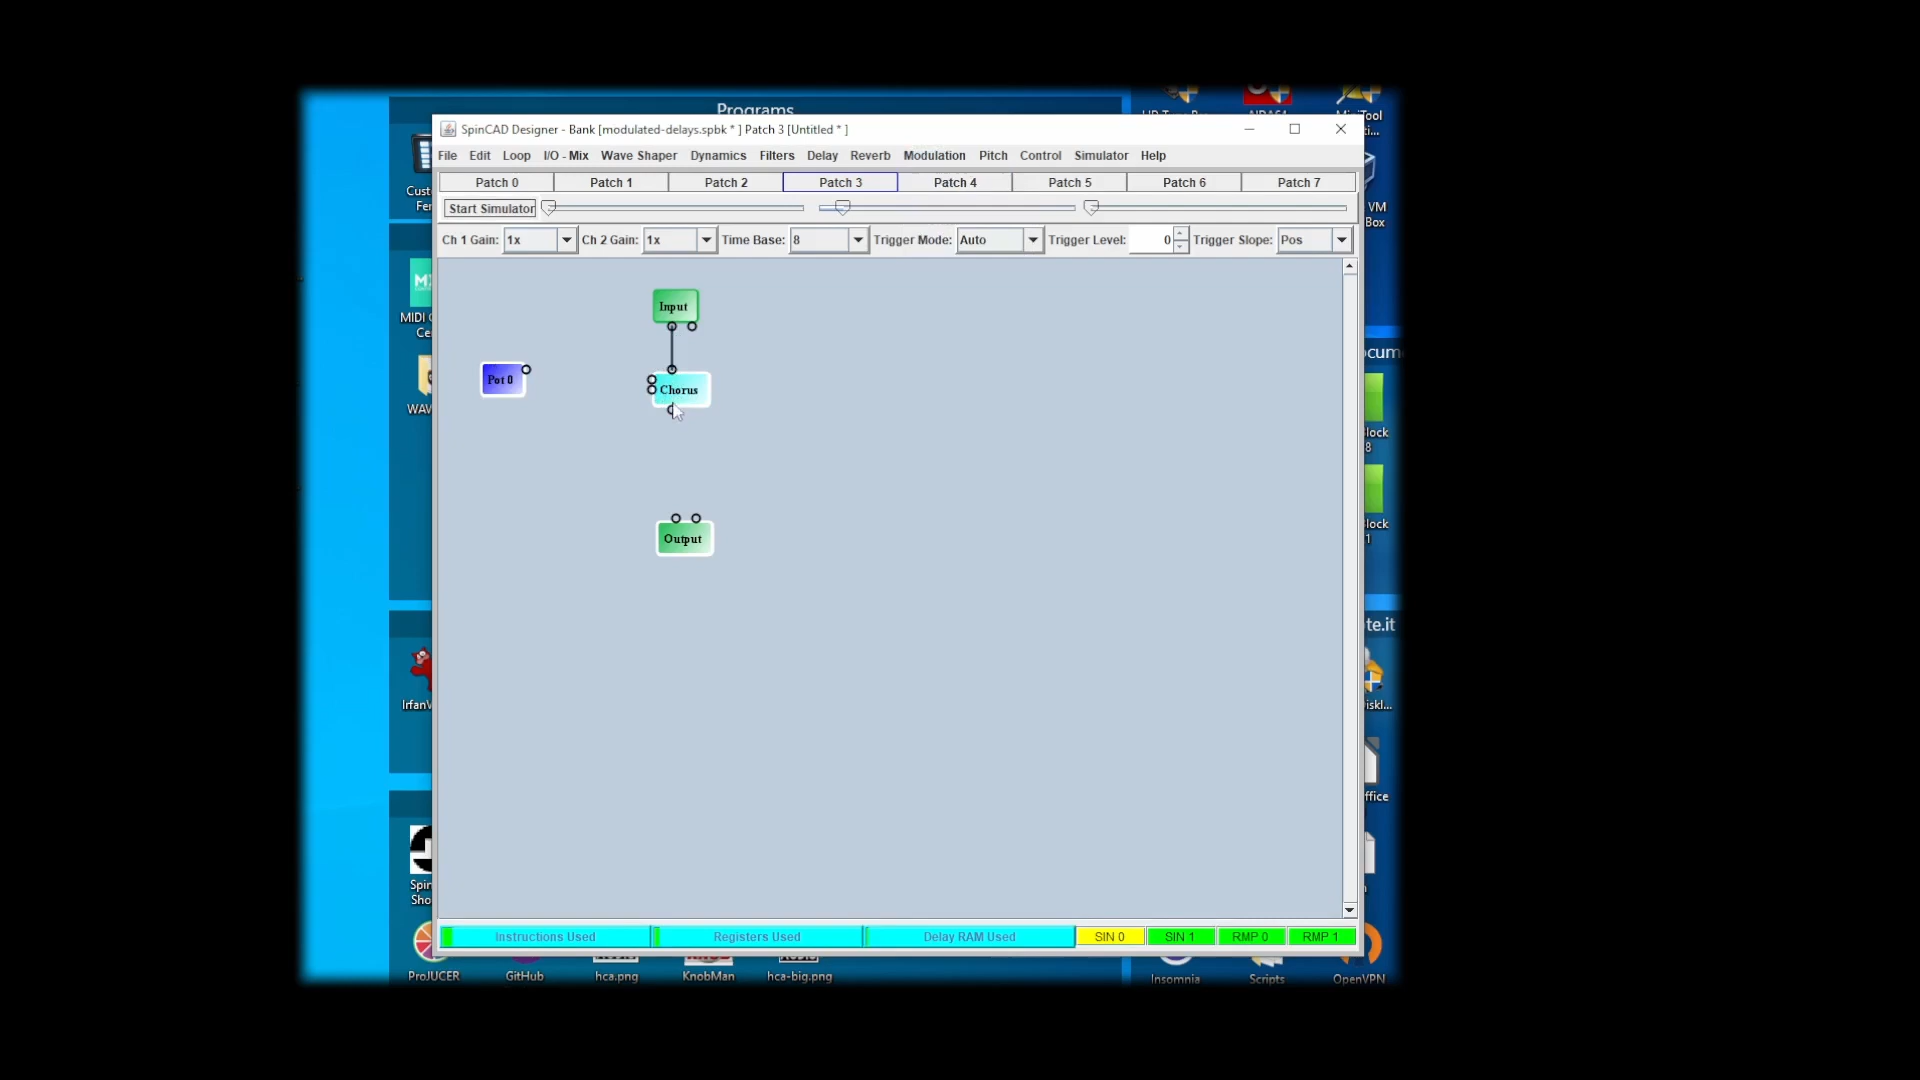 Programs
SpinCAD Designer - Bank [modulated-delays.spbk * ] Patch 3 [Untitled * ]
File Edit Loop I/O - Mix Wave Shaper Dynamics Filters Delay Reverb Modulation Pitch Control Simulator Help
Patch 0 Patch 1 Patch 2 Patch 3 Patch 4 Patch 5 Patch 6 Patch 7
Start Simulator
Ch 1 Gain: 1x Ch 2 Gain: 1x Time Base: 8 Trigger Mode: Auto Trigger Level: 0 Trigger Slope: Pos
Input
Pot 0
Chorus
Output
Instructions Used Registers Used Delay RAM Used SIN 0 SIN 1 RMP 0 RMP 1
ProJUCER GitHub hca.png KnobMan hca-big.png Insomnia Scripts OpenVPN
VM
Box